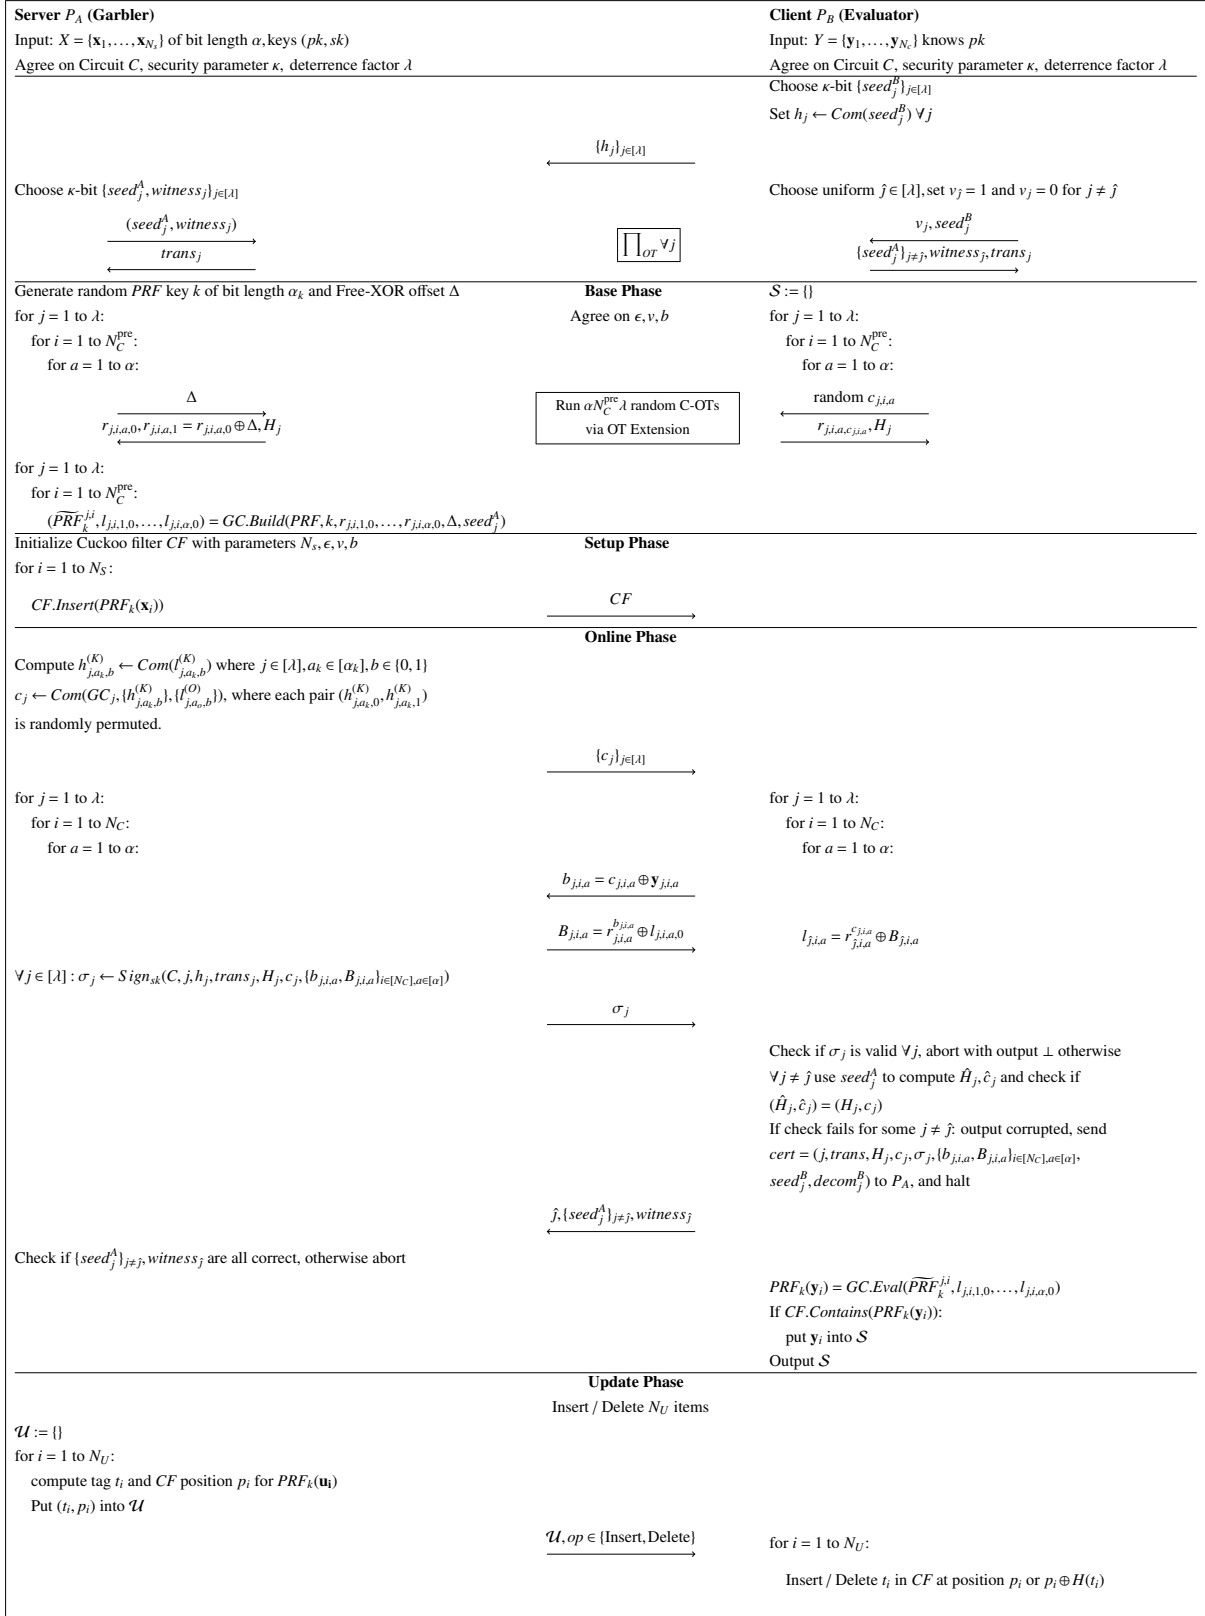 Server P_A (Garbler) Client P_B (Evaluator)
Input: X = {x_1, . . . , x_{N_s}} of bit length α, keys (pk, sk) Input: Y = {y_1, . . . , y_{N_c}} knows pk
Agree on Circuit C, security parameter κ, deterrence factor λ Agree on Circuit C, security parameter κ, deterrence factor λ
Choose κ-bit {seed_j^B}_{j∈[λ]}
Set h_j ← Com(seed_j^B) ∀ j
{h_j}_{j∈[λ]}
Choose κ-bit {seed_j^A, witness_j}_{j∈[λ]} Choose uniform ĵ ∈ [λ], set v_ĵ = 1 and v_j = 0 for j ≠ ĵ
(seed_j^A, witness_j) ∏_{OT} ∀j v_j, seed_j^B
trans_j {seed_j^A}_{j≠ĵ}, witness_ĵ, trans_j
Generate random PRF key k of bit length α_k and Free-XOR offset Δ Base Phase S := {}
for j = 1 to λ: Agree on ϵ, v, b for j = 1 to λ:
for i = 1 to N_C^{pre}: for i = 1 to N_C^{pre}:
for a = 1 to α: for a = 1 to α:
Δ Run αN_C^{pre}λ random C-OTs random c_{j,i,a}
r_{j,i,a,0}, r_{j,i,a,1} = r_{j,i,a,0} ⊕ Δ, H_j via OT Extension r_{j,i,a,c_{j,i,a}}, H_j
for j = 1 to λ:
for i = 1 to N_C^{pre}:
(\widetilde{PRF}_k^{j,i}, l_{j,i,1,0}, . . . , l_{j,i,α,0}) = GC.Build(PRF, k, r_{j,i,1,0}, . . . , r_{j,i,α,0}, Δ, seed_j^A)
Initialize Cuckoo filter CF with parameters N_s, ϵ, v, b Setup Phase
for i = 1 to N_S:
CF.Insert(PRF_k(x_i)) CF
Online Phase
Compute h_{j,a_k,b}^{(K)} ← Com(l_{j,a_k,b}^{(K)}) where j ∈ [λ], a_k ∈ [α_k], b ∈ {0, 1}
c_j ← Com(GC_j, {h_{j,a_k,b}^{(K)}}, {l_{j,a_o,b}^{(O)}}), where each pair (h_{j,a_k,0}^{(K)}, h_{j,a_k,1}^{(K)})
is randomly permuted.
{c_j}_{j∈[λ]}
for j = 1 to λ: for j = 1 to λ:
for i = 1 to N_C: for i = 1 to N_C:
for a = 1 to α: for a = 1 to α:
b_{j,i,a} = c_{j,i,a} ⊕ y_{j,i,a}
B_{j,i,a} = r_{j,i,a}^{b_{j,i,a}} ⊕ l_{j,i,a,0} l_{ĵ,i,a} = r_{ĵ,i,a}^{c_{ĵ,i,a}} ⊕ B_{ĵ,i,a}
∀j ∈ [λ] : σ_j ← Sign_{sk}(C, j, h_j, trans_j, H_j, c_j, {b_{j,i,a}, B_{j,i,a}}_{i∈[N_C],a∈[α]})
σ_j
Check if σ_j is valid ∀j, abort with output ⊥ otherwise
∀j ≠ ĵ use seed_j^A to compute Ĥ_j, ĉ_j and check if
(Ĥ_j, ĉ_j) = (H_j, c_j)
If check fails for some j ≠ ĵ: output corrupted, send
cert = (j, trans, H_j, c_j, σ_j, {b_{j,i,a}, B_{j,i,a}}_{i∈[N_C],a∈[α]},
seed_j^B, decom_j^B) to P_A, and halt
ĵ, {seed_j^A}_{j≠ĵ}, witness_ĵ
Check if {seed_j^A}_{j≠ĵ}, witness_ĵ are all correct, otherwise abort
PRF_k(y_i) = GC.Eval(\widetilde{PRF}_k^{j,i}, l_{j,i,1,0}, . . . , l_{j,i,α,0})
If CF.Contains(PRF_k(y_i)):
put y_i into S
Output S
Update Phase
Insert / Delete N_U items
U := {}
for i = 1 to N_U:
compute tag t_i and CF position p_i for PRF_k(u_i)
Put (t_i, p_i) into U
U, op ∈ {Insert, Delete} for i = 1 to N_U:
Insert / Delete t_i in CF at position p_i or p_i ⊕ H(t_i)